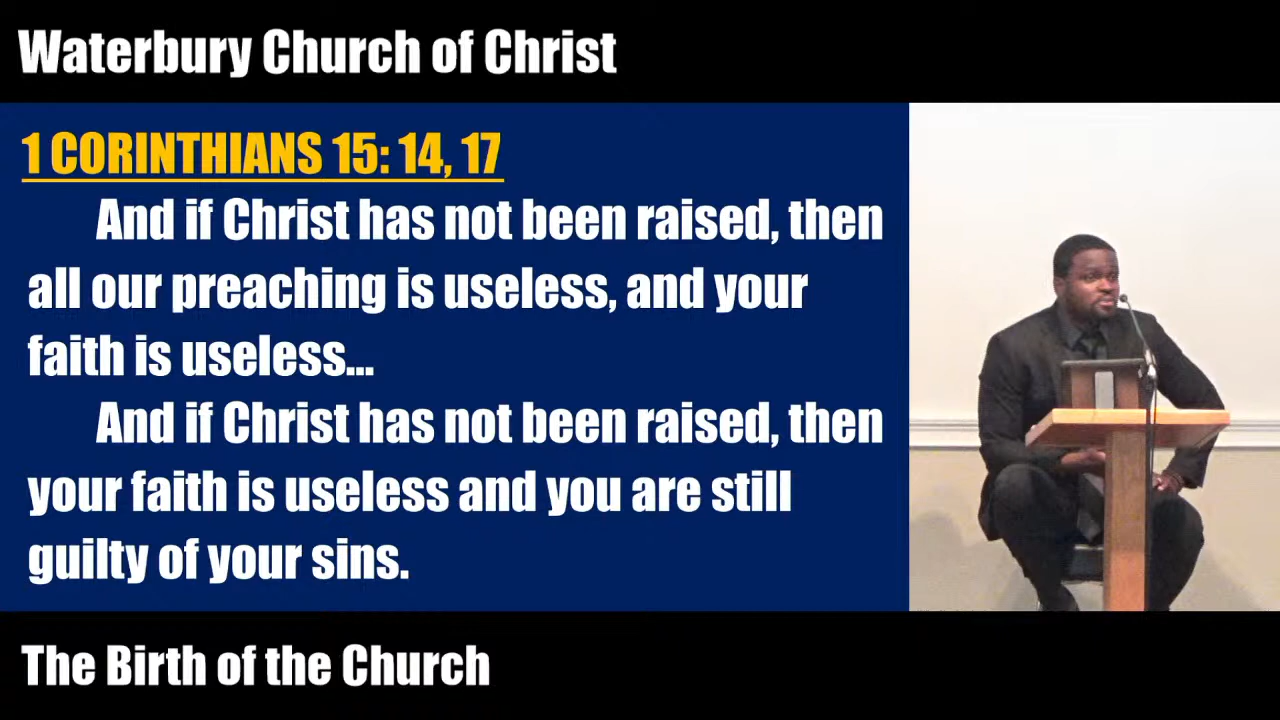 Waterbury Church of Christ
1 CORINTHIANS 15: 14, 17
And if Christ has not been raised, then
all our preaching is useless, and your
faith is useless...
And if Christ has not been raised, then
your faith is useless and you are still
guilty of your sins.
The Birth of the Church